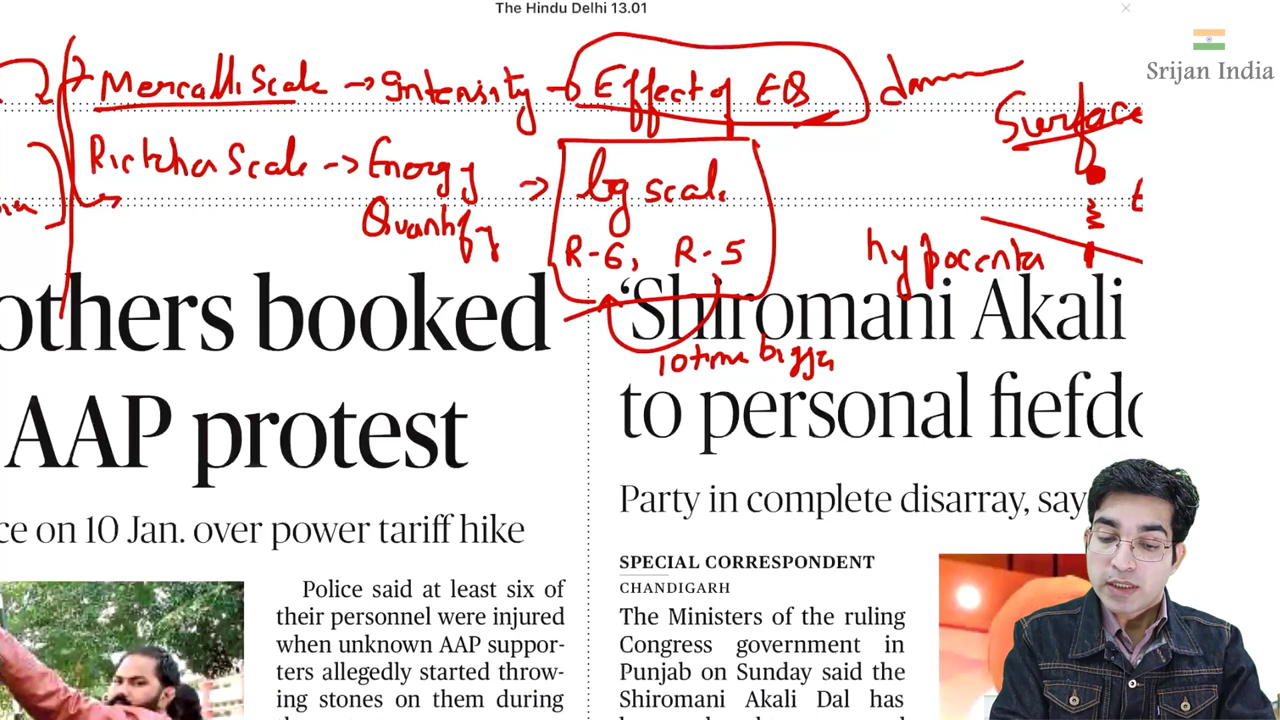 The Hindu Delhi 13.01
Srijan India
Mercalli Scale → Intensity → Effect of EQ
Surface
Rictcher Scale → Energy → log scale
Quantify
R-6, R-5
hypocenter
10 time bigger
others booked
AAP protest
ce on 10 Jan. over power tariff hike
Police said at least six of
their personnel were injured
when unknown AAP suppor-
ters allegedly started throw-
ing stones on them during
‘Shiromani Akali
to personal fiefdo
Party in complete disarray, say
SPECIAL CORRESPONDENT
CHANDIGARH
The Ministers of the ruling
Congress government in
Punjab on Sunday said the
Shiromani Akali Dal has